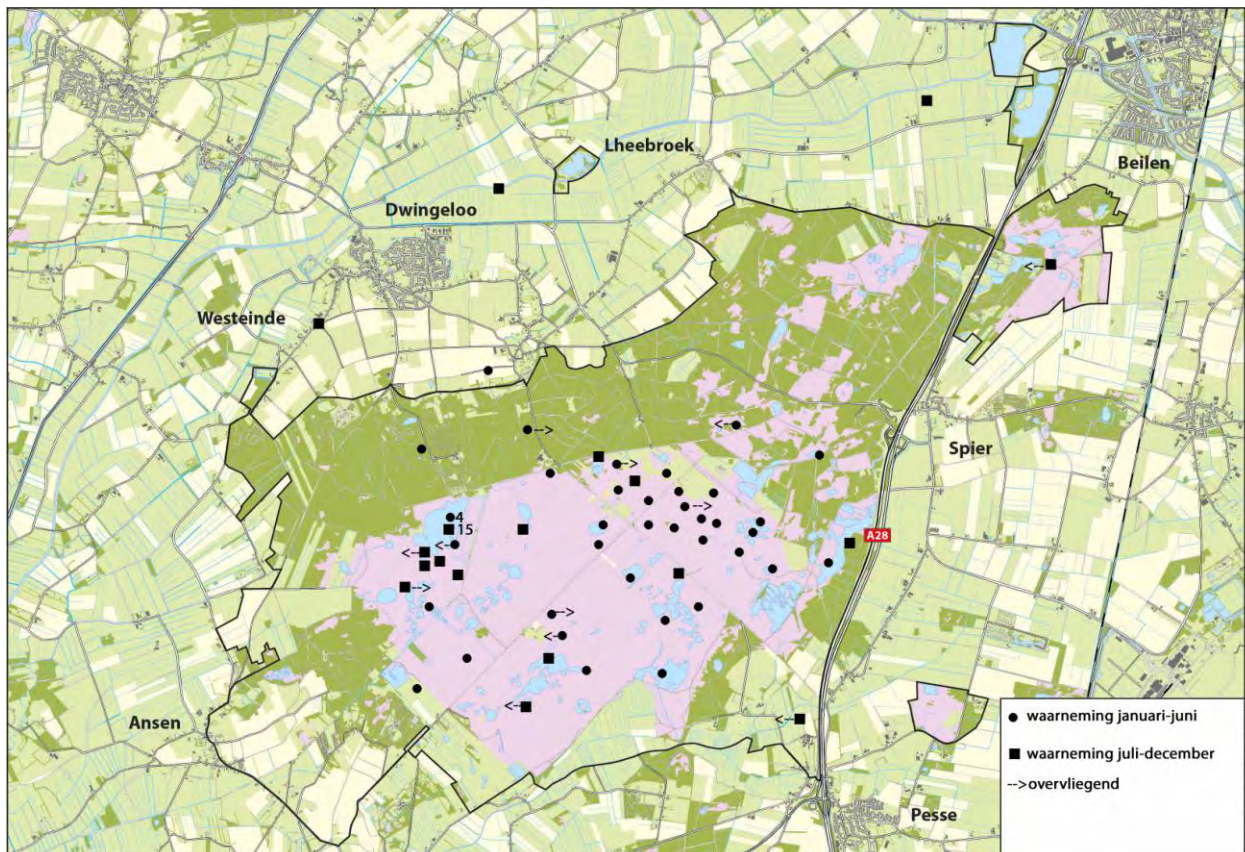 Lheebroek
Beilen
Dwingeloo
Westeinde
Spier
4
15
A28
Ansen
Pesse
waarneming januari-juni
waarneming juli-december
-->overvliegend
<--
<--
-->
-->
<--
-->
<--
<--
-->
-->
<--
<--
<--